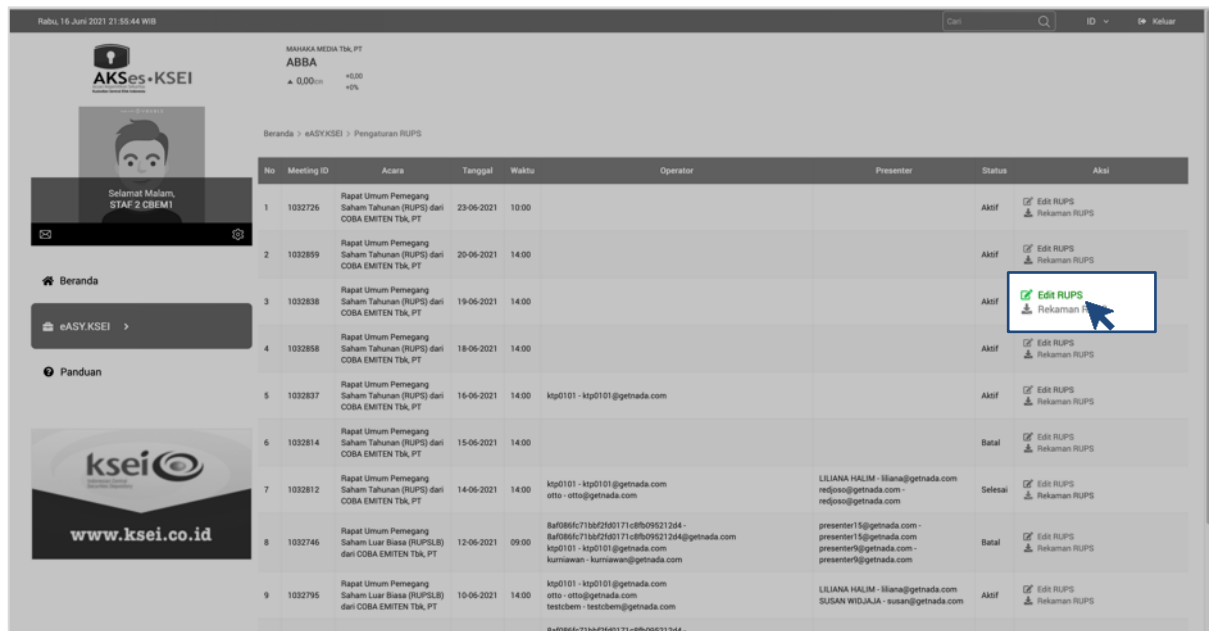 Rabu, 16 Juni 2021 21:55:44 WIB
Cari
ID
Keluar
AKSes•KSEI
MAHAKA MEDIA Tbk, PT
ABBA
▲ 0,00
+0,00
+0%
Selamat Malam,
STAF 2 CBEM1
Beranda
eASY.KSEI >
Panduan
ksei
www.ksei.co.id
Beranda > eASY.KSEI > Pengaturan RUPS
No Meeting ID Acara Tanggal Waktu Operator Presenter Status Aksi
Rapat Umum Pemegang
1 1032726 Saham Tahunan (RUPS) dari 23-06-2021 10:00 Aktif Edit RUPS
COBA EMITEN Tbk, PT Rekaman RUPS
Rapat Umum Pemegang
2 1032859 Saham Tahunan (RUPS) dari 20-06-2021 14:00 Aktif Edit RUPS
COBA EMITEN Tbk, PT Rekaman RUPS
Rapat Umum Pemegang
3 1032838 Saham Tahunan (RUPS) dari 19-06-2021 14:00 Aktif Edit RUPS
COBA EMITEN Tbk, PT Rekaman
Rapat Umum Pemegang
4 1032858 Saham Tahunan (RUPS) dari 18-06-2021 14:00 Aktif Edit RUPS
COBA EMITEN Tbk, PT Rekaman RUPS
Rapat Umum Pemegang
5 1032837 Saham Tahunan (RUPS) dari 16-06-2021 14:00 ktp0101 - ktp0101@getnada.com Aktif Edit RUPS
COBA EMITEN Tbk, PT Rekaman RUPS
Rapat Umum Pemegang
6 1032814 Saham Tahunan (RUPS) dari 15-06-2021 14:00 Batal Edit RUPS
COBA EMITEN Tbk, PT Rekaman RUPS
Rapat Umum Pemegang ktp0101 - ktp0101@getnada.com LILIANA HALIM - liliana@getnada.com
7 1032812 Saham Tahunan (RUPS) dari 14-06-2021 14:00 otto - otto@getnada.com redjoso@getnada.com - Selesai Edit RUPS
COBA EMITEN Tbk, PT redjoso@getnada.com Rekaman RUPS
8af086fc71bbf2fd0171c8fb095212d4 - presenter15@getnada.com -
Rapat Umum Pemegang 8af086fc71bbf2fd0171c8fb095212d4@getnada.com presenter15@getnada.com
8 1032746 Saham Luar Biasa (RUPSLB) 12-06-2021 09:00 ktp0101 - ktp0101@getnada.com presenter9@getnada.com - Batal Edit RUPS
dari COBA EMITEN Tbk, PT kurniawan - kurniawan@getnada.com presenter9@getnada.com Rekaman RUPS
Rapat Umum Pemegang ktp0101 - ktp0101@getnada.com LILIANA HALIM - liliana@getnada.com
9 1032795 Saham Luar Biasa (RUPSLB) 10-06-2021 14:00 otto - otto@getnada.com SUSAN WIDJAJA - susan@getnada.com Aktif Edit RUPS
dari COBA EMITEN Tbk, PT testcbem - testcbem@getnada.com Rekaman RUPS